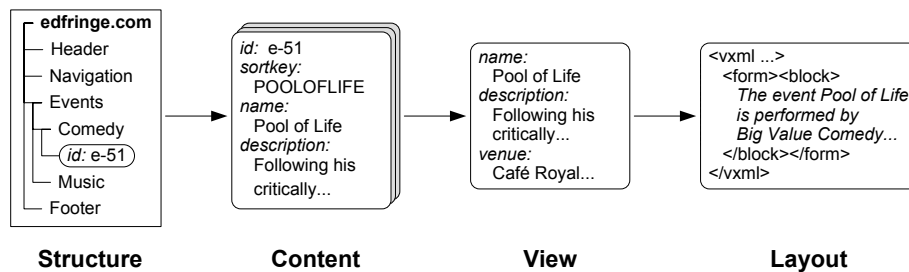 edfringe.com
Header
Navigation
Events
Comedy
id: e-51
Music
Footer
id: e-51
sortkey:
POOLOFLIFE
name:
Pool of Life
description:
Following his
critically...
name:
Pool of Life
description:
Following his
critically...
venue:
Café Royal...
<vxml ...>
<form><block>
The event Pool of Life
is performed by
Big Value Comedy...
</block></form>
</vxml>
Structure
Content
View
Layout